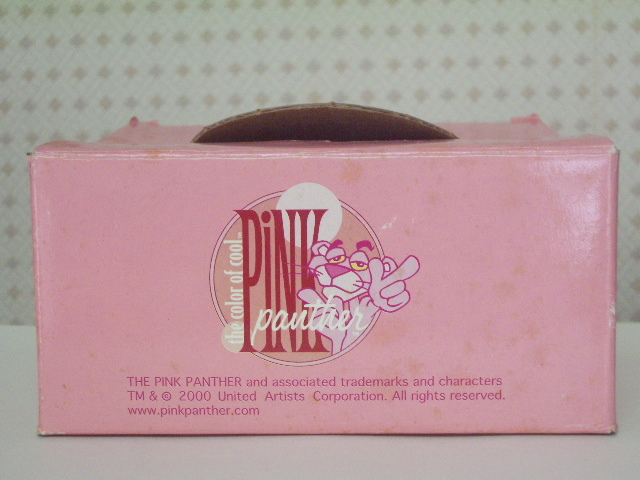 the color of cool™
PiNK
panther
THE PINK PANTHER and associated trademarks and characters
TM & © 2000 United Artists Corporation. All rights reserved.
www.pinkpanther.com